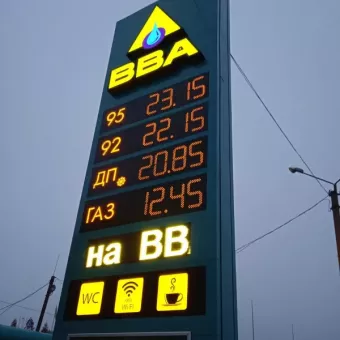 ВВА
95 23.15
92 22.15
ДП 20.85
ГАЗ 12.45
на ВВ
WC
Wi-Fi